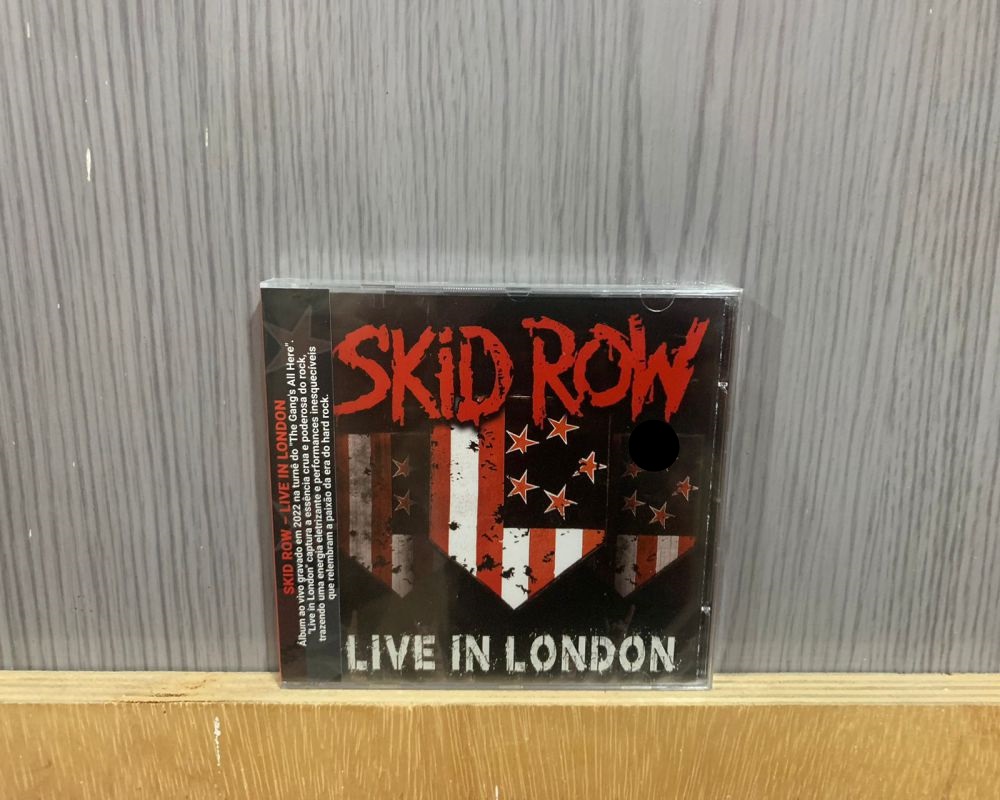 SKID ROW – LIVE IN LONDON
Álbum ao vivo gravado em 2022 na turnê do "The Gang's All Here".
"Live in London" captura a essência crua e poderosa do rock,
trazendo uma energia eletrizante e performances inesquecíveis
que relembram a paixão da era do hard rock.
SKiD ROW
LIVE IN LONDON